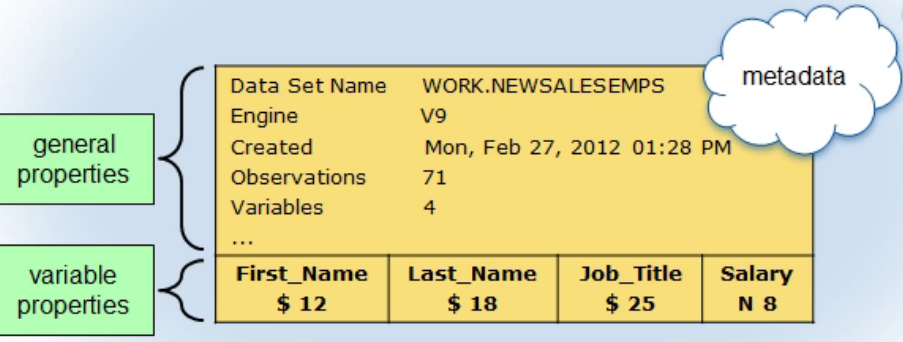 metadata
general
properties
Data Set Name WORK.NEWSALESEMPS
Engine V9
Created Mon, Feb 27, 2012 01:28 PM
Observations 71
Variables 4
...
variable
properties
First_Name Last_Name Job_Title Salary
$ 12 $ 18 $ 25 N 8